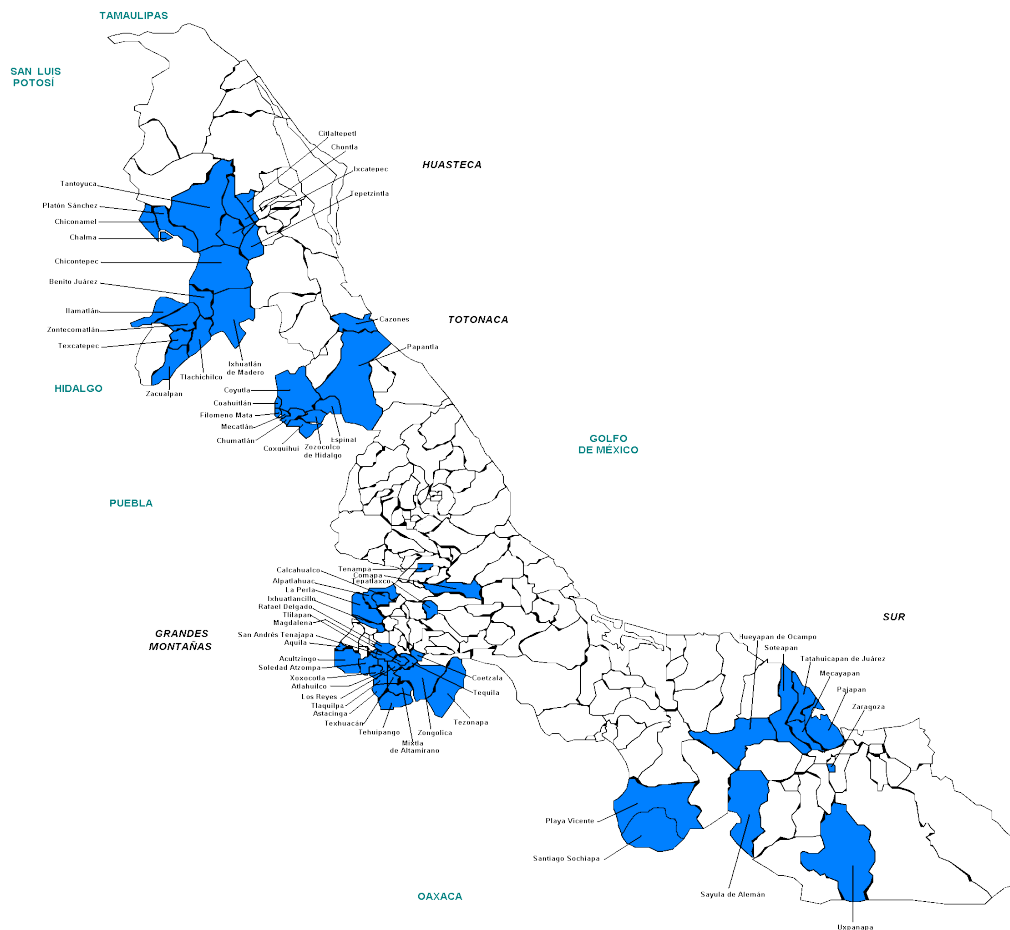 TAMAULIPAS
SAN LUIS
POTOSÍ
Citlaltepetl
Chontla
HUASTECA
Ixcatepec
Tantoyuca
Tepetzintla
Platón Sánchez
Chiconamel
Chalma
Chicontepec
Benito Juárez
Ilamatlán
Zontecomatlán
Texcatepec
Cazones
TOTONACA
Papantla
Ixhuatlán
de Madero
Tlachichilco
Zacualpan
HIDALGO
Coyutla
Coahuitlán
Filomeno Mata
Mecatlán
Chumatlán
Coxquihui
Zozocolco
de Hidalgo
Espinal
GOLFO
DE MÉXICO
PUEBLA
Tenampa
Comapa
Tepatlaxco
Calcahualco
Alpatlahuac
La Perla
Ixhuatlancillo
Rafael Delgado
Tlilapan
Magdalena
San Andrés Tenajapa
Aquila
GRANDES
MONTAÑAS
Acultzingo
Soledad Atzompa
Xoxocotla
Atlahuilco
Los Reyes
Tlaquilpa
Astacinga
Texhuacán
Tehuipango
Mixtla
de Altamirano
Zongolica
Tezonapa
Tequila
Coetzala
SUR
Hueyapan de Ocampo
Soteapan
Tatahuicapan de Juárez
Mecayapan
Pajapan
Zaragoza
Playa Vicente
Santiago Sochiapa
Sayula de Alemán
Uxpanapa
OAXACA